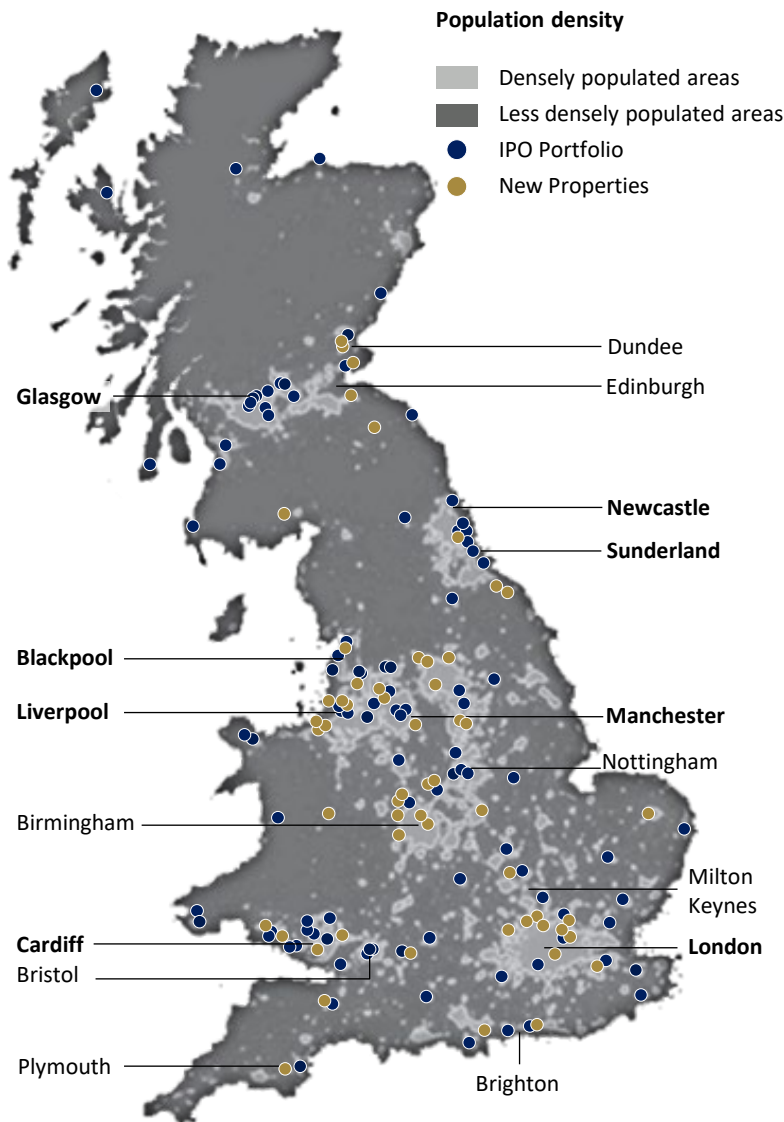 Population density
Densely populated areas
Less densely populated areas
IPO Portfolio
New Properties
Dundee
Edinburgh
Glasgow
Newcastle
Sunderland
Blackpool
Liverpool
Manchester
Nottingham
Birmingham
Milton
Keynes
Cardiff
London
Bristol
Plymouth
Brighton